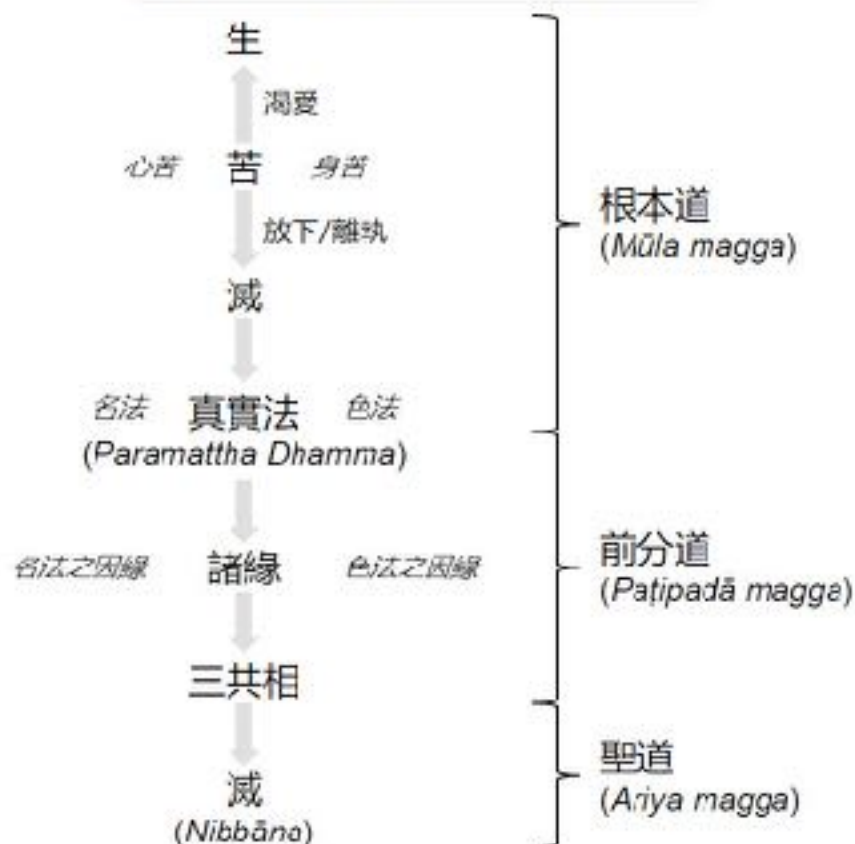 生
渴愛
心苦 苦 身苦
放下/離执
滅
根本道
(Mūla magga)
名法 真實法 色法
(Paramattha Dhamma)
名法之因緣 諸緣 色法之因緣
前分道
(Paṭipadā magga)
三共相
滅
(Nibbāna)
聖道
(Ariya magga)